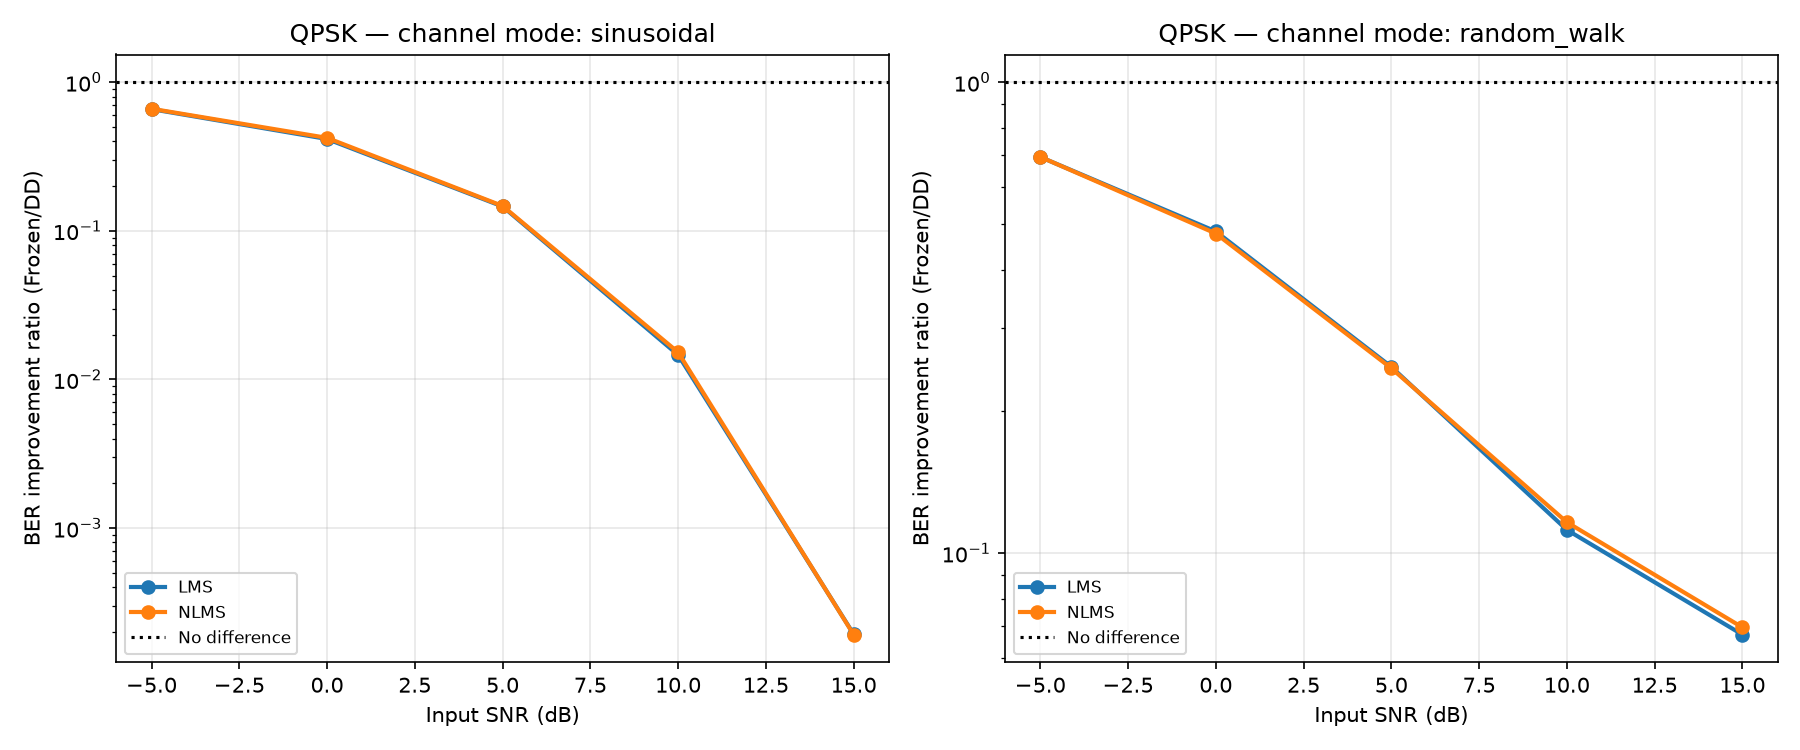 QPSK — channel mode: sinusoidal
BER improvement ratio (Frozen/DD)
10⁰
10⁻¹
10⁻²
10⁻³
LMS
NLMS
No difference
−5.0 −2.5 0.0 2.5 5.0 7.5 10.0 12.5 15.0
Input SNR (dB)
QPSK — channel mode: random_walk
BER improvement ratio (Frozen/DD)
10⁰
10⁻¹
LMS
NLMS
No difference
−5.0 −2.5 0.0 2.5 5.0 7.5 10.0 12.5 15.0
Input SNR (dB)